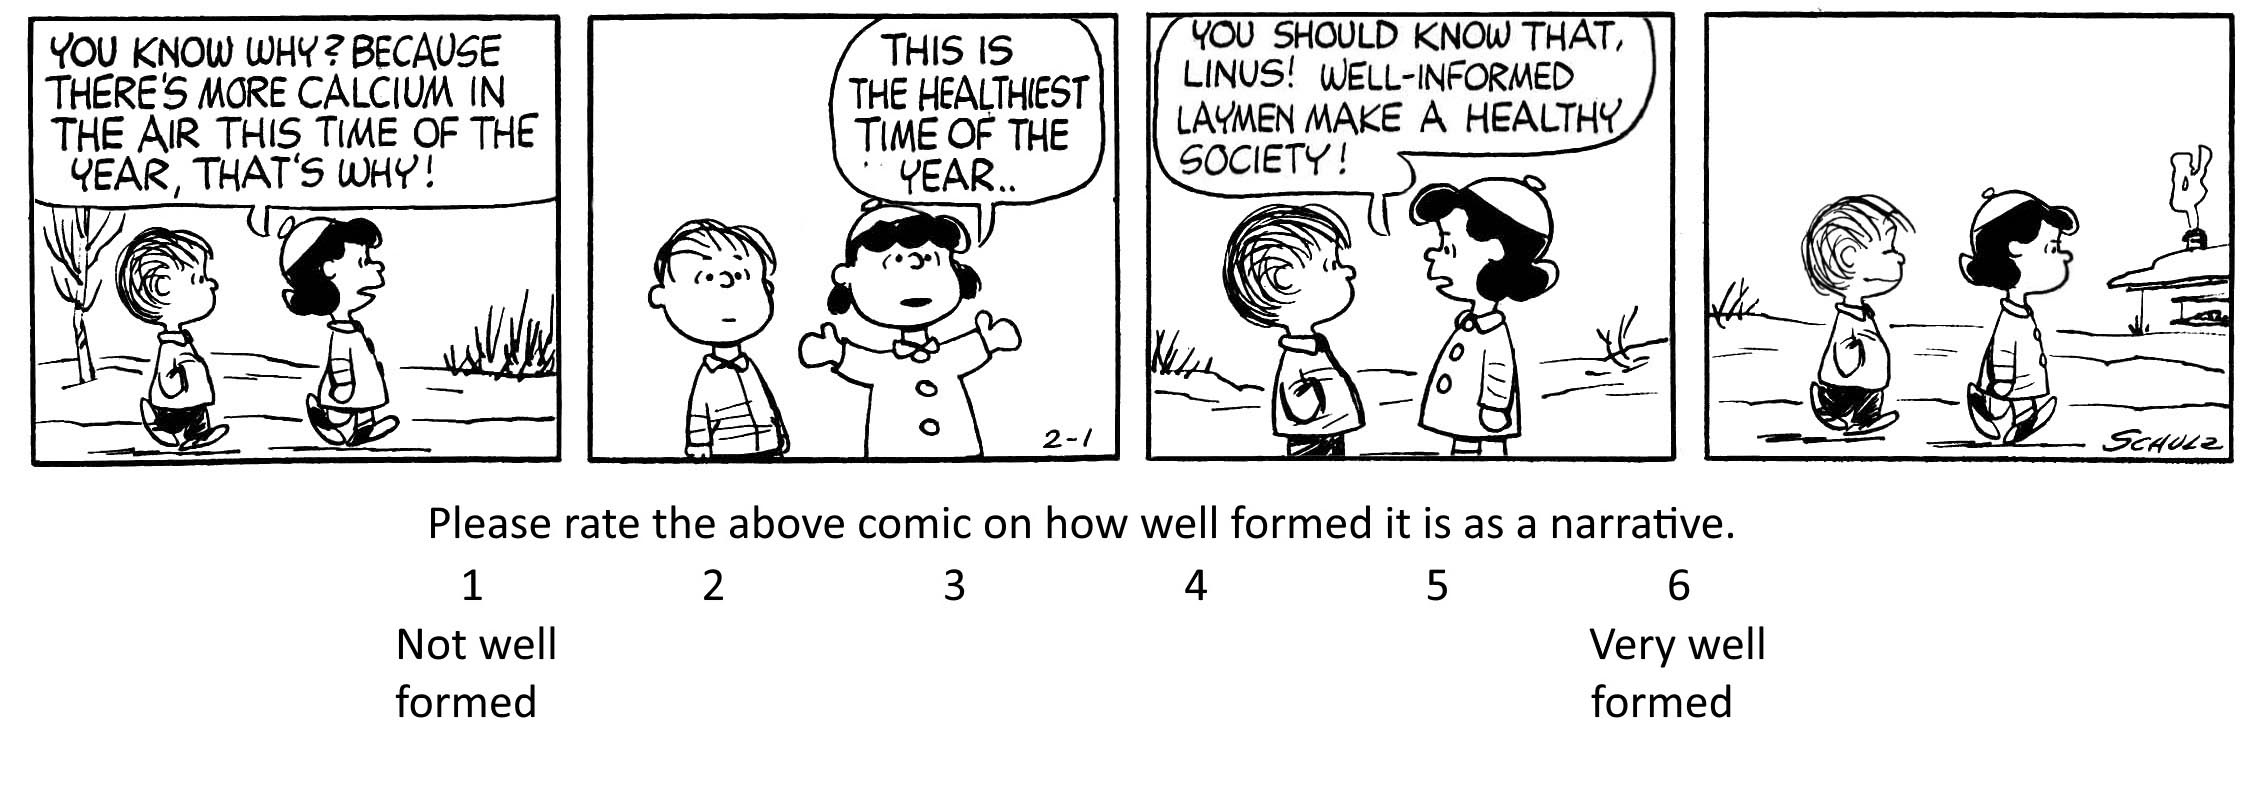 YOU KNOW WHY? BECAUSE
THERE'S MORE CALCIUM IN
THE AIR THIS TIME OF THE
YEAR, THAT'S WHY!
THIS IS
THE HEALTHIEST
TIME OF THE
YEAR..
2-1
YOU SHOULD KNOW THAT,
LINUS! WELL-INFORMED
LAYMEN MAKE A HEALTHY
SOCIETY!
SCHULZ
Please rate the above comic on how well formed it is as a narrative.
1 2 3 4 5 6
Not well
formed
Very well
formed